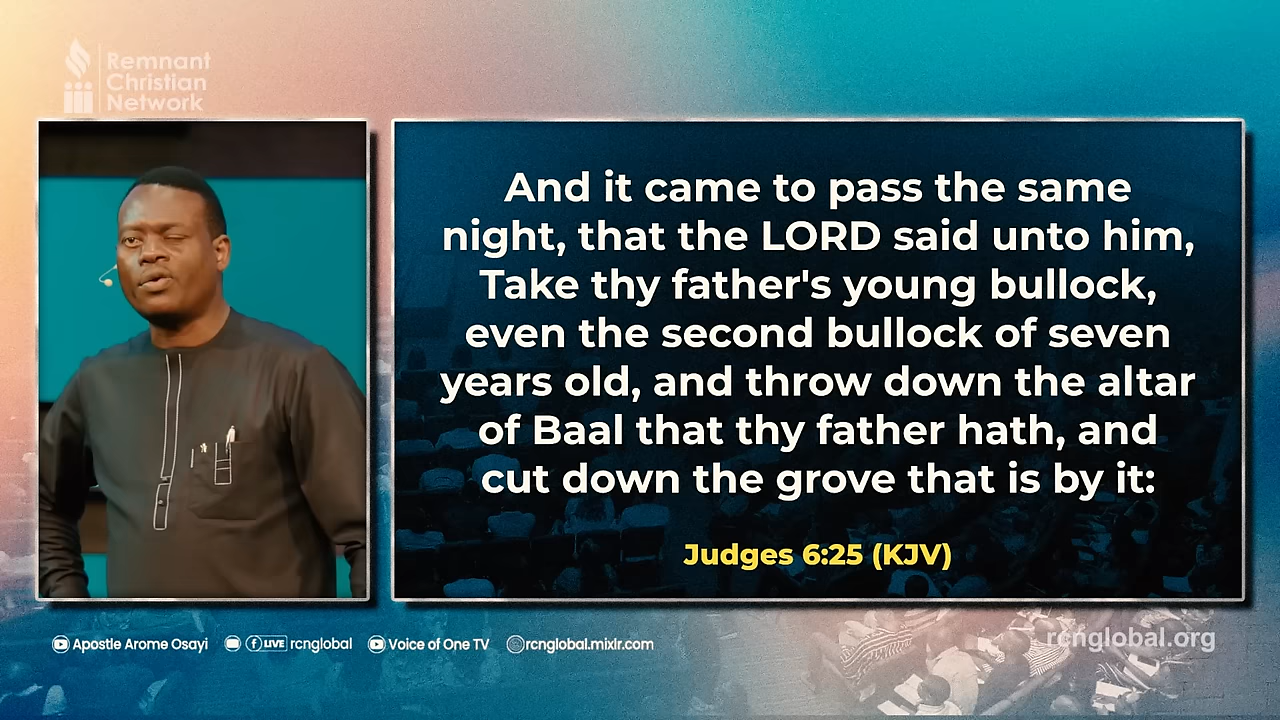 Remnant
Christian
Network
And it came to pass the same
night, that the LORD said unto him,
Take thy father's young bullock,
even the second bullock of seven
years old, and throw down the altar
of Baal that thy father hath, and
cut down the grove that is by it:
Judges 6:25 (KJV)
Apostle Arome Osayi f LIVE rcnglobal Voice of One TV rcnglobal.mixlr.com
rcnglobal.org